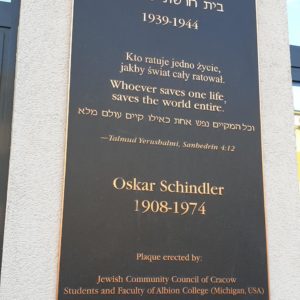 בית חרושת
1939-1944
Kto ratuje jedno życie,
jakby świat cały ratował.
Whoever saves one life,
saves the world entire.
וכל המקיים נפש אחת כאילו קיים עולם מלא
—Talmud Yerushalmi, Sanhedrin 4:12
Oskar Schindler
1908-1974
Plaque erected by:
Jewish Community Council of Cracow
Students and Faculty of Albion College (Michigan, USA)